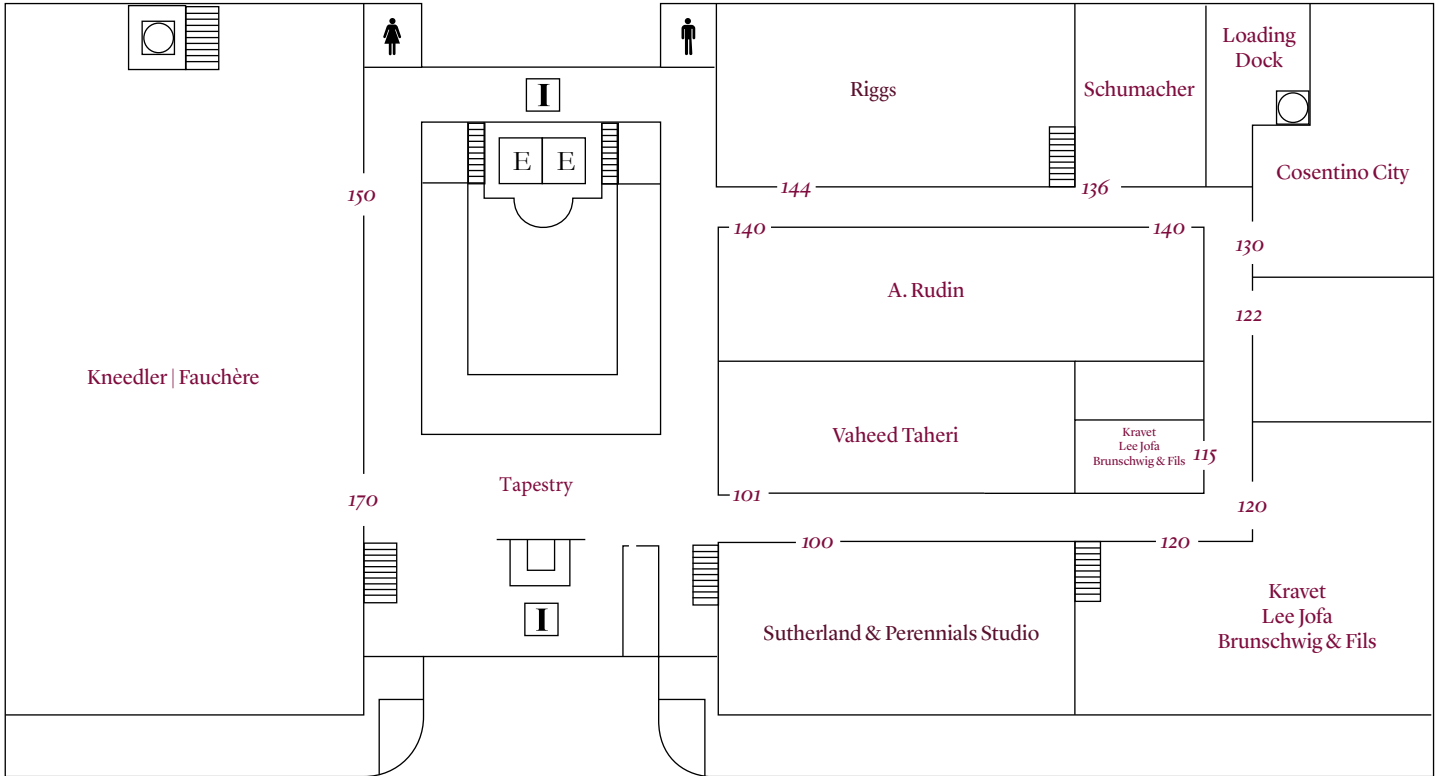 Loading
Dock
I
Riggs
Schumacher
E E
Cosentino City
150
144
136
140
140
130
A. Rudin
122
Kneedler | Fauchère
Vaheed Taheri
Kravet
Lee Jofa
Brunschwig & Fils
115
Tapestry
170
101
120
100
120
I
Sutherland & Perennials Studio
Kravet
Lee Jofa
Brunschwig & Fils